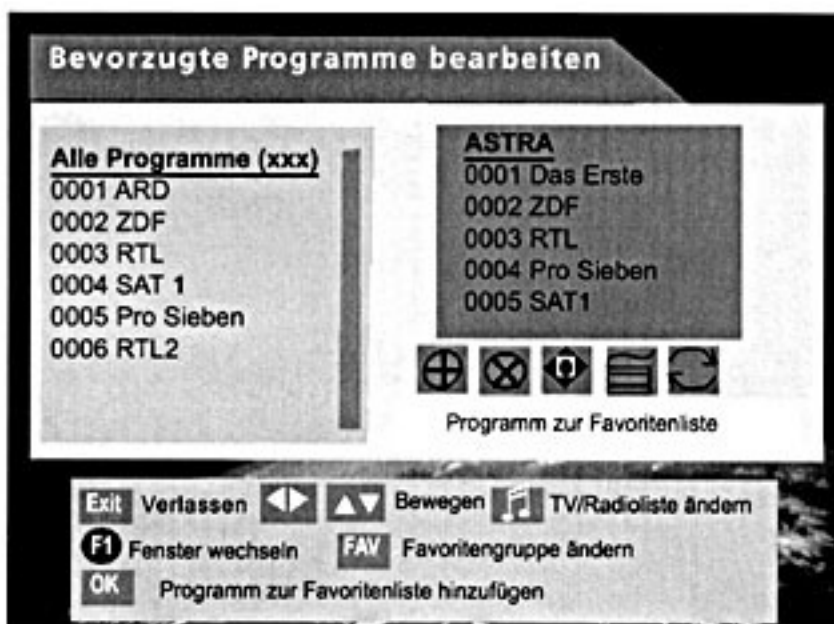 Bevorzugte Programme bearbeiten
Alle Programme (xxx)
0001 ARD
0002 ZDF
0003 RTL
0004 SAT 1
0005 Pro Sieben
0006 RTL2
ASTRA
0001 Das Erste
0002 ZDF
0003 RTL
0004 Pro Sieben
0005 SAT1
Programm zur Favoritenliste
Exit Verlassen Bewegen TV/Radioliste ändern
F1 Fenster wechseln FAV Favoritengruppe ändern
OK Programm zur Favoritenliste hinzufügen